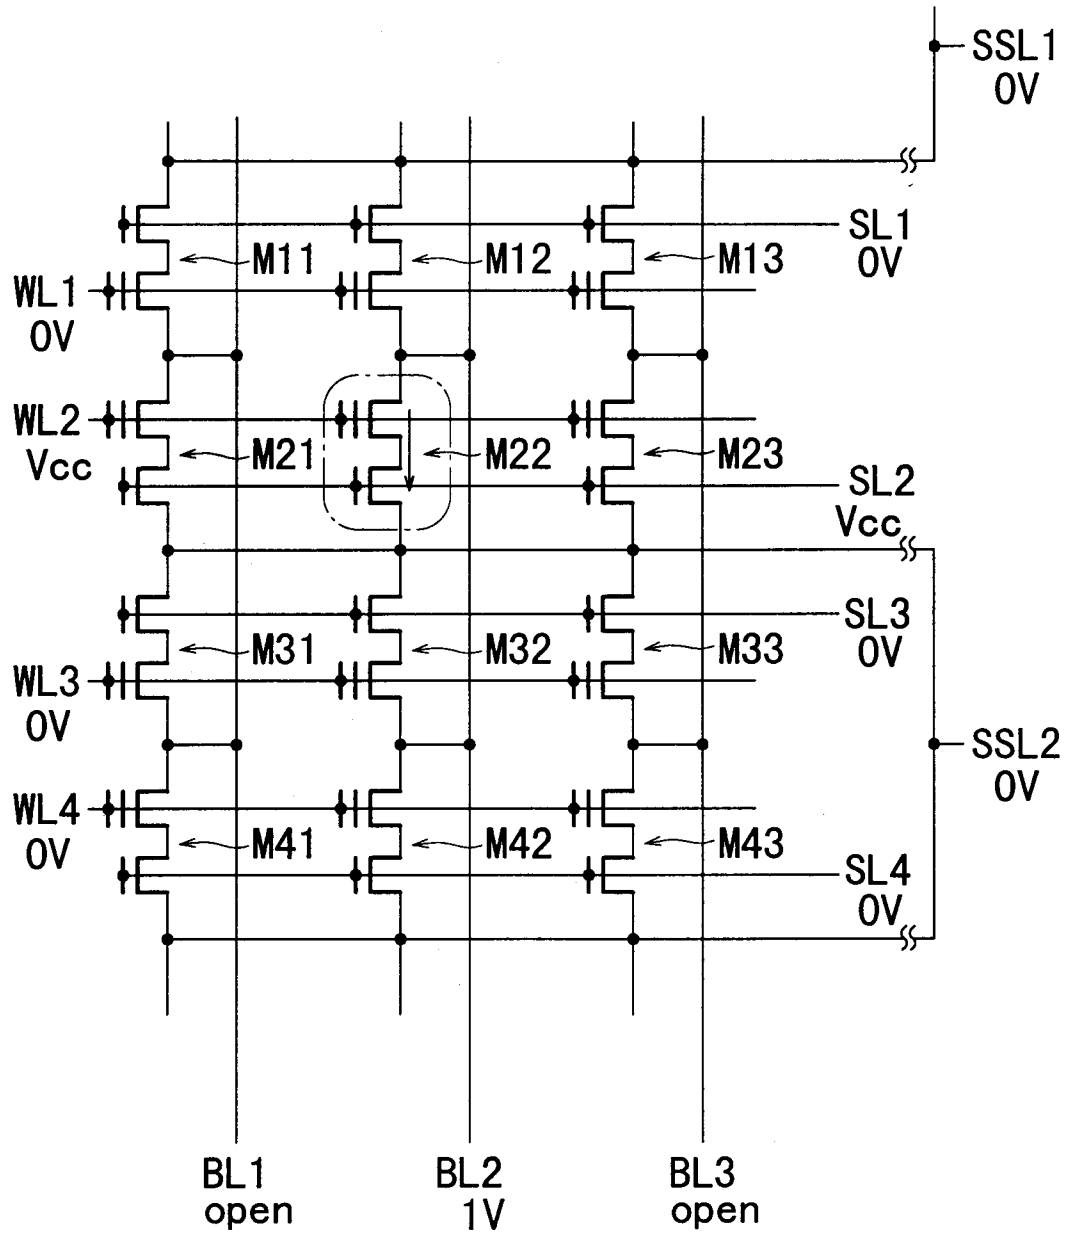 SSL1
0V
SL1
0V
M11
M12
M13
WL1
0V
WL2
Vcc
M21
M22
M23
SL2
Vcc
SL3
0V
M31
M32
M33
WL3
0V
SSL2
0V
WL4
0V
M41
M42
M43
SL4
0V
BL1
open
BL2
1V
BL3
open